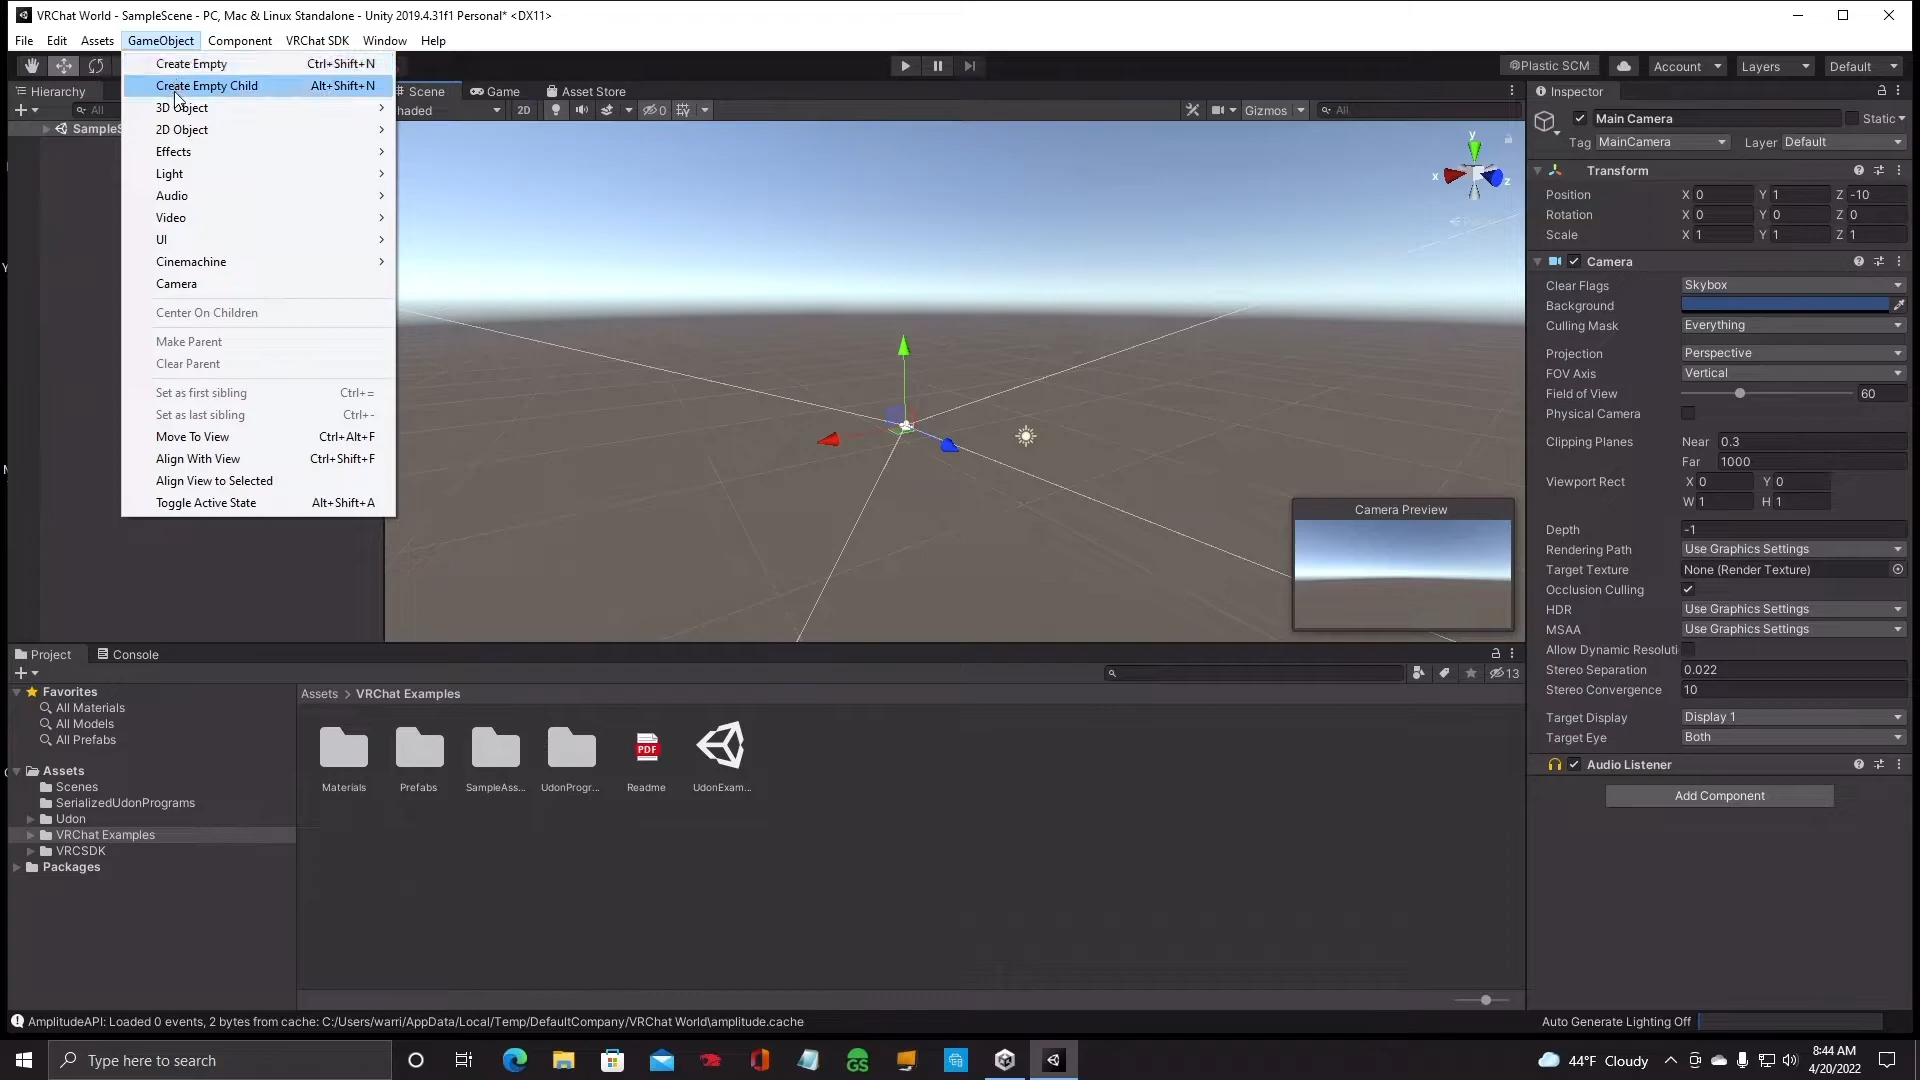 VRChat World - SampleScene - PC, Mac & Linux Standalone - Unity 2019.4.31f1 Personal* <DX11>
File Edit Assets GameObject Component VRChat SDK Window Help
Plastic SCM Account Layers Default
Create Empty Ctrl+Shift+N
Create Empty Child Alt+Shift+N
3D Object
2D Object
Effects
Light
Audio
Video
UI
Cinemachine
Camera
Center On Children
Make Parent
Clear Parent
Set as first sibling Ctrl+=
Set as last sibling Ctrl+-
Move To View Ctrl+Alt+F
Align With View Ctrl+Shift+F
Align View to Selected
Toggle Active State Alt+Shift+A
Hierarchy
All
SampleS
Scene Game Asset Store
haded 2D 0 Gizmos All
y
x z
Camera Preview
Inspector
Main Camera Static
Tag MainCamera Layer Default
Transform
Position X 0 Y 1 Z -10
Rotation X 0 Y 0 Z 0
Scale X 1 Y 1 Z 1
Camera
Clear Flags Skybox
Background
Culling Mask Everything
Projection Perspective
FOV Axis Vertical
Field of View 60
Physical Camera
Clipping Planes Near 0.3
Far 1000
Viewport Rect X 0 Y 0
W 1 H 1
Depth -1
Rendering Path Use Graphics Settings
Target Texture None (Render Texture)
Occlusion Culling
HDR Use Graphics Settings
MSAA Use Graphics Settings
Allow Dynamic Resoluti
Stereo Separation 0.022
Stereo Convergence 10
Target Display Display 1
Target Eye Both
Audio Listener
Add Component
Project Console
13
Favorites
All Materials
All Models
All Prefabs
Assets
Scenes
SerializedUdonPrograms
Udon
VRChat Examples
VRCSDK
Packages
Assets > VRChat Examples
PDF
Materials Prefabs SampleAss... UdonProgr... Readme UdonExam...
AmplitudeAPI: Loaded 0 events, 2 bytes from cache: C:/Users/warri/AppData/Local/Temp/DefaultCompany/VRChat World\amplitude.cache
Auto Generate Lighting Off
Type here to search
GS
44°F Cloudy
8:44 AM
4/20/2022